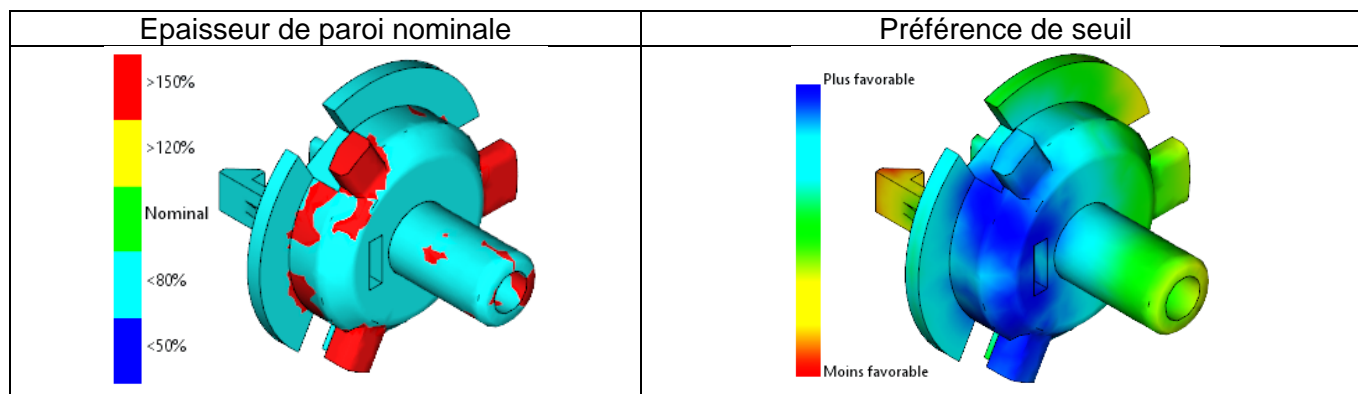 Epaisseur de paroi nominale
Préférence de seuil
>150%
>120%
Nominal
<80%
<50%
Plus favorable
Moins favorable